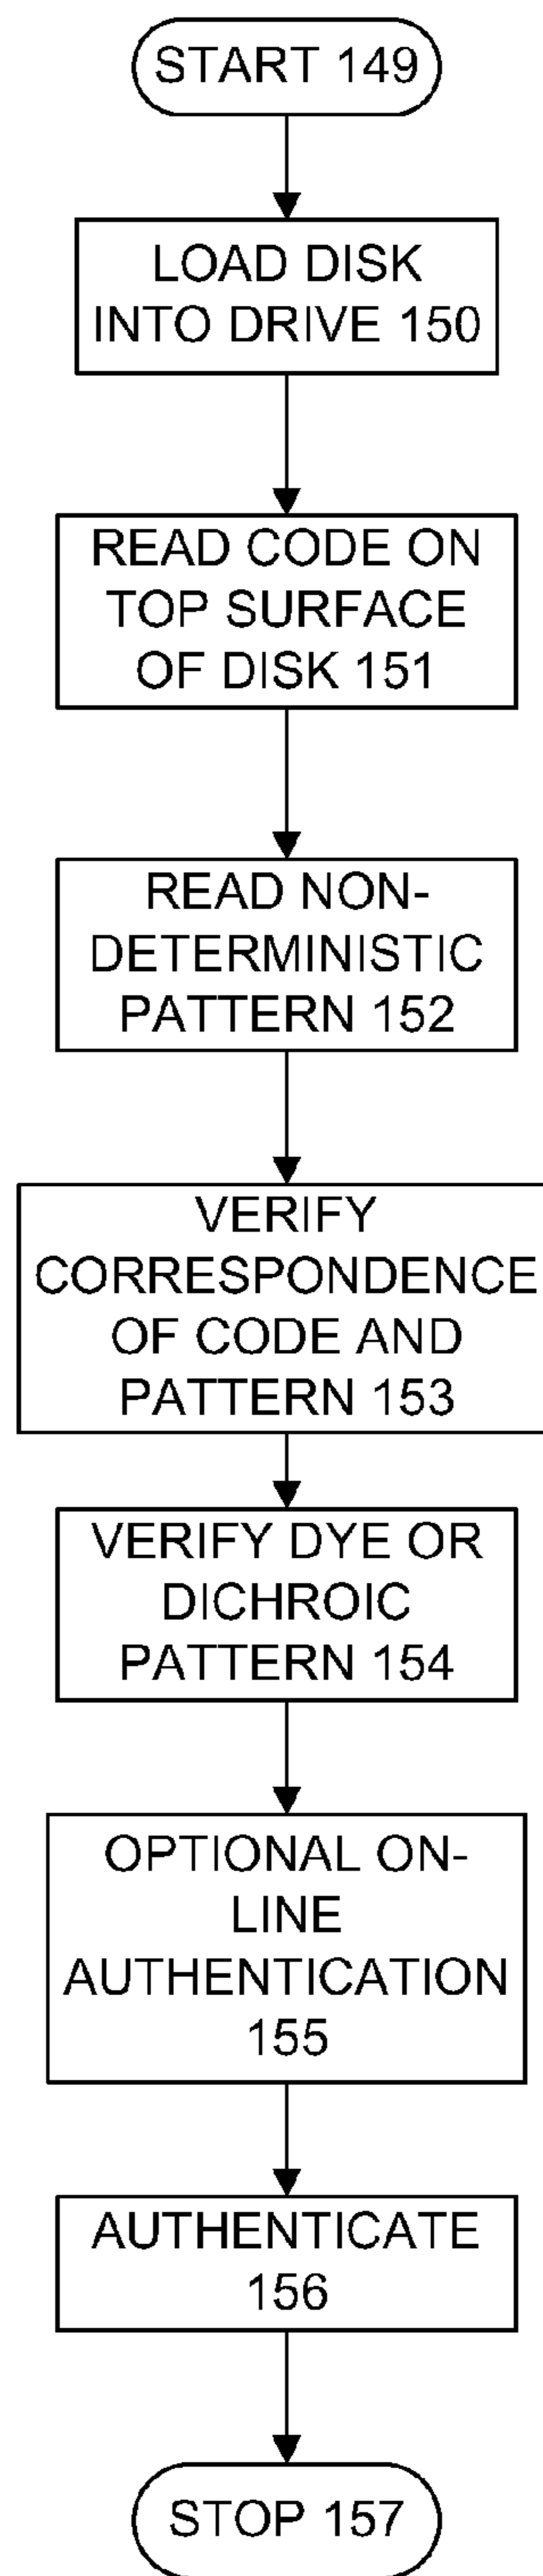 START 149
LOAD DISK
INTO DRIVE 150
READ CODE ON
TOP SURFACE
OF DISK 151
READ NON-
DETERMINISTIC
PATTERN 152
VERIFY
CORRESPONDENCE
OF CODE AND
PATTERN 153
VERIFY DYE OR
DICHROIC
PATTERN 154
OPTIONAL ON-
LINE
AUTHENTICATION
155
AUTHENTICATE
156
STOP 157